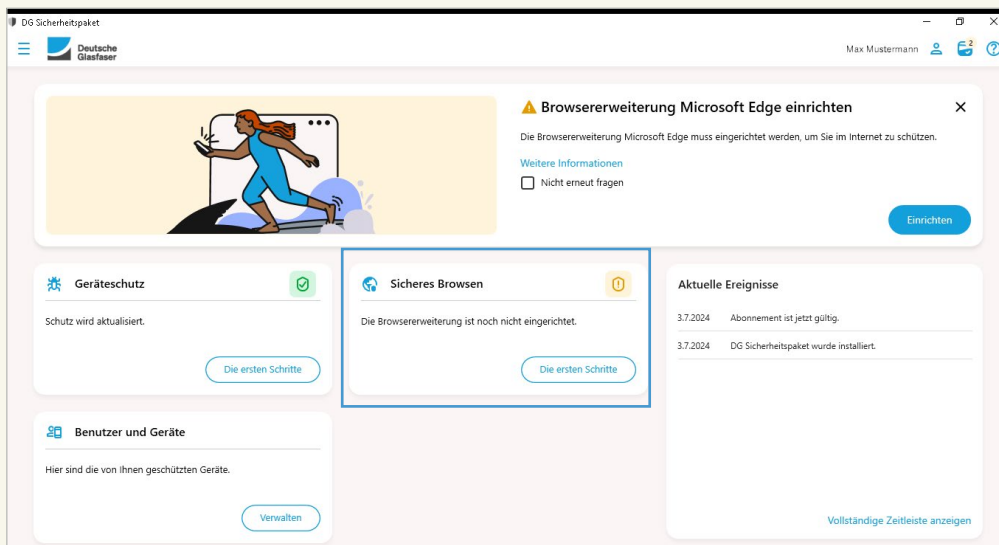 DG Sicherheitspaket
Deutsche
Glasfaser
Max Mustermann
2
Browsererweiterung Microsoft Edge einrichten
Die Browsererweiterung Microsoft Edge muss eingerichtet werden, um Sie im Internet zu schützen.
Weitere Informationen
Nicht erneut fragen
Einrichten
Geräteschutz
Schutz wird aktualisiert.
Die ersten Schritte
Sicheres Browsen
Die Browsererweiterung ist noch nicht eingerichtet.
Die ersten Schritte
Aktuelle Ereignisse
3.7.2024 Abonnement ist jetzt gültig.
3.7.2024 DG Sicherheitspaket wurde installiert.
Vollständige Zeitleiste anzeigen
Benutzer und Geräte
Hier sind die von Ihnen geschützten Geräte.
Verwalten